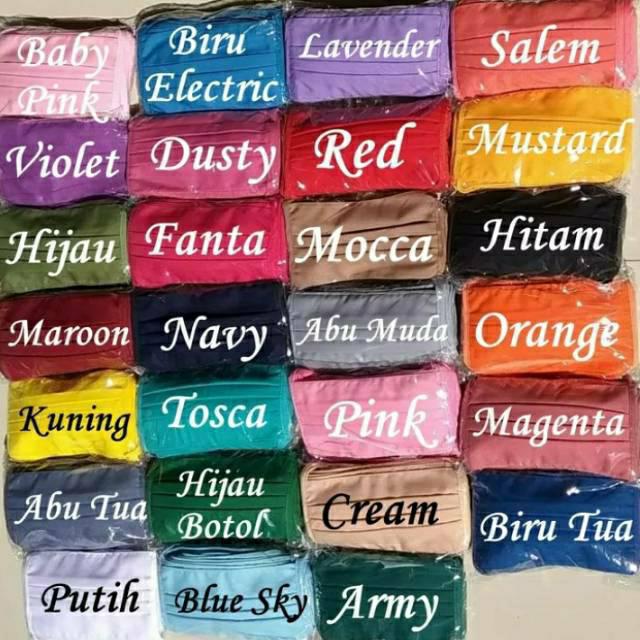 Baby
Pink
Biru
Electric
Lavender
Salem
Violet
Dusty
Red
Mustard
Hijau
Fanta
Mocca
Hitam
Maroon
Navy
Abu Muda
Orange
Kuning
Tosca
Pink
Magenta
Abu Tua
Hijau
Botol
Cream
Biru Tua
Putih
Blue Sky
Army